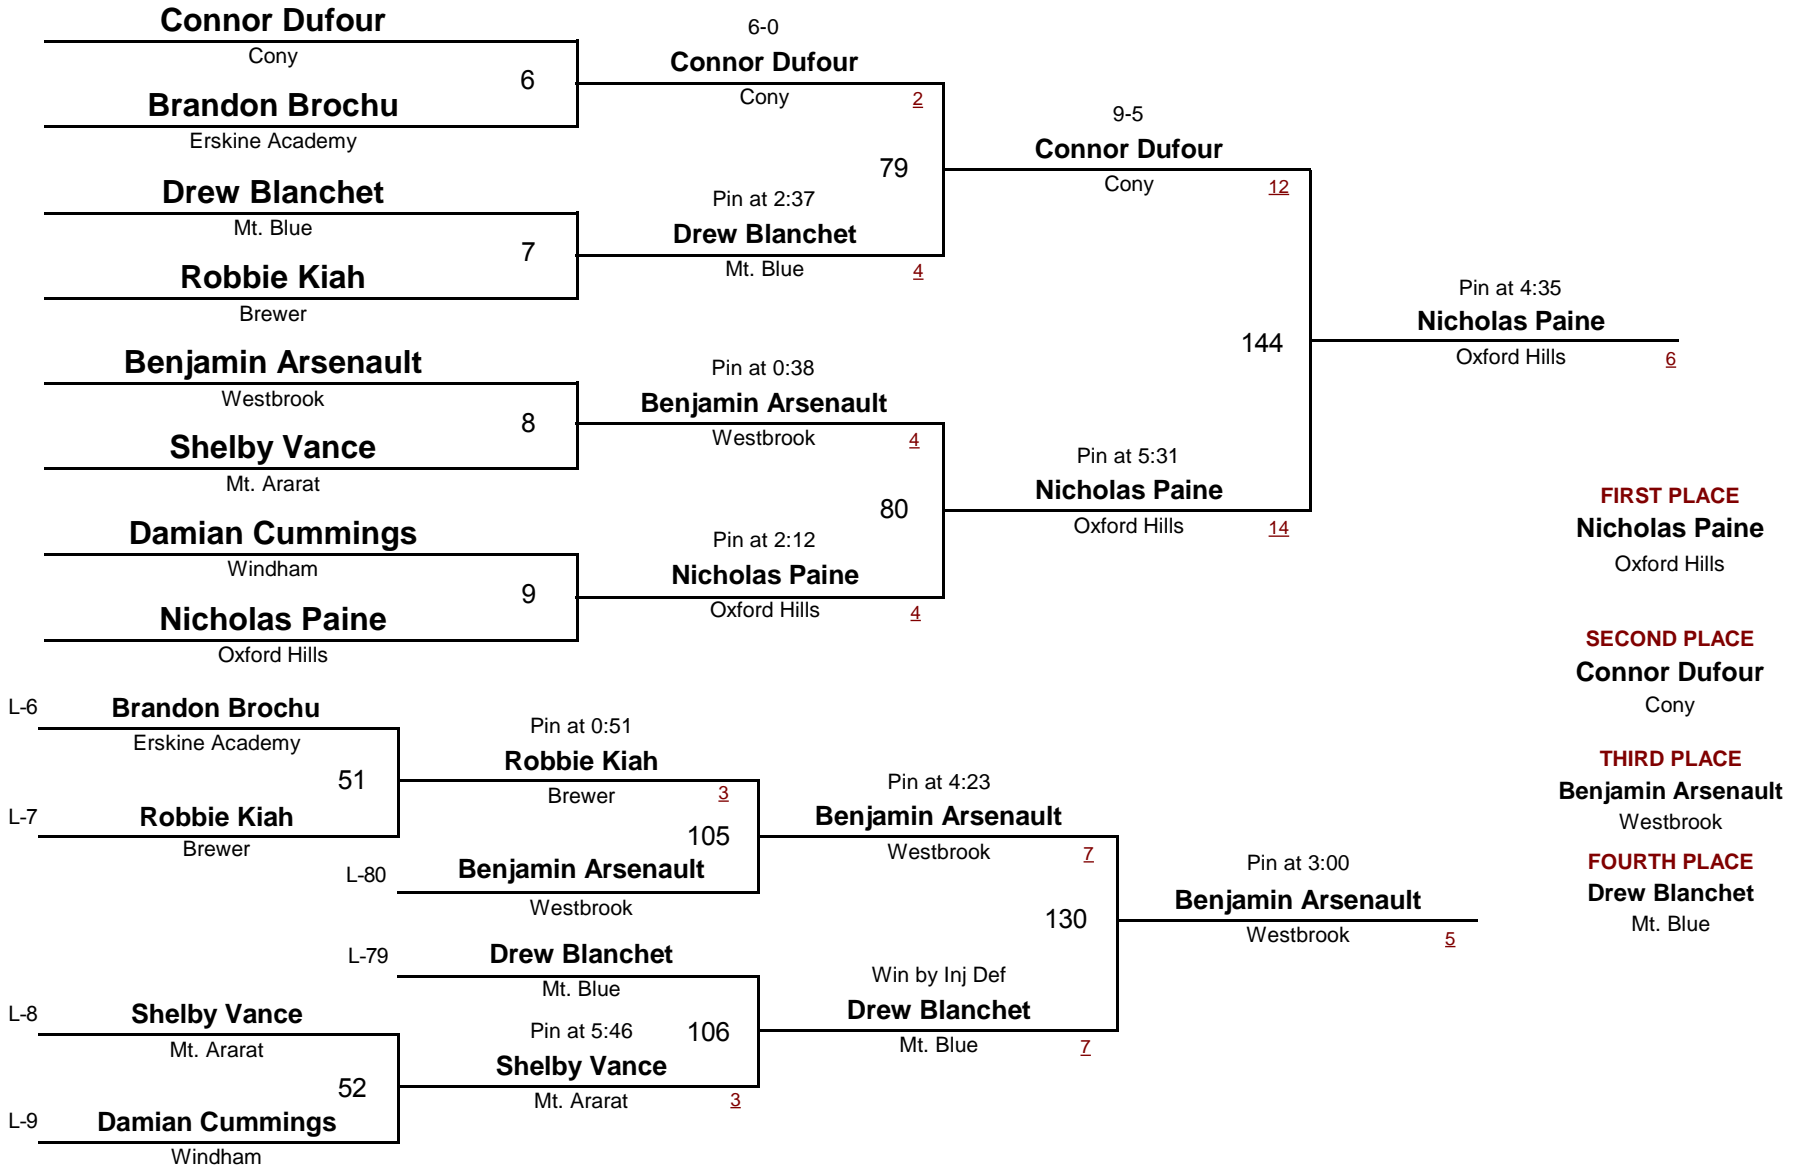 Connor Dufour
Cony
6
Brandon Brochu
Erskine Academy
Drew Blanchet
Mt. Blue
7
Robbie Kiah
Brewer
Benjamin Arsenault
Westbrook
8
Shelby Vance
Mt. Ararat
Damian Cummings
Windham
9
Nicholas Paine
Oxford Hills
6-0
Connor Dufour
Cony
2
79
Pin at 2:37
Drew Blanchet
Mt. Blue
4
Pin at 0:38
Benjamin Arsenault
Westbrook
4
80
Pin at 2:12
Nicholas Paine
Oxford Hills
4
9-5
Connor Dufour
Cony
12
144
Pin at 5:31
Nicholas Paine
Oxford Hills
14
Pin at 4:35
Nicholas Paine
Oxford Hills
6
FIRST PLACE
Nicholas Paine
Oxford Hills
SECOND PLACE
Connor Dufour
Cony
THIRD PLACE
Benjamin Arsenault
Westbrook
FOURTH PLACE
Drew Blanchet
Mt. Blue
L-6
Brandon Brochu
Erskine Academy
51
L-7
Robbie Kiah
Brewer
Pin at 0:51
Robbie Kiah
Brewer
3
105
L-80
Benjamin Arsenault
Westbrook
L-79
Drew Blanchet
Mt. Blue
106
Pin at 5:46
Shelby Vance
Mt. Ararat
3
L-8
Shelby Vance
Mt. Ararat
52
L-9
Damian Cummings
Windham
Pin at 4:23
Benjamin Arsenault
Westbrook
7
130
Win by Inj Def
Drew Blanchet
Mt. Blue
7
Pin at 3:00
Benjamin Arsenault
Westbrook
5